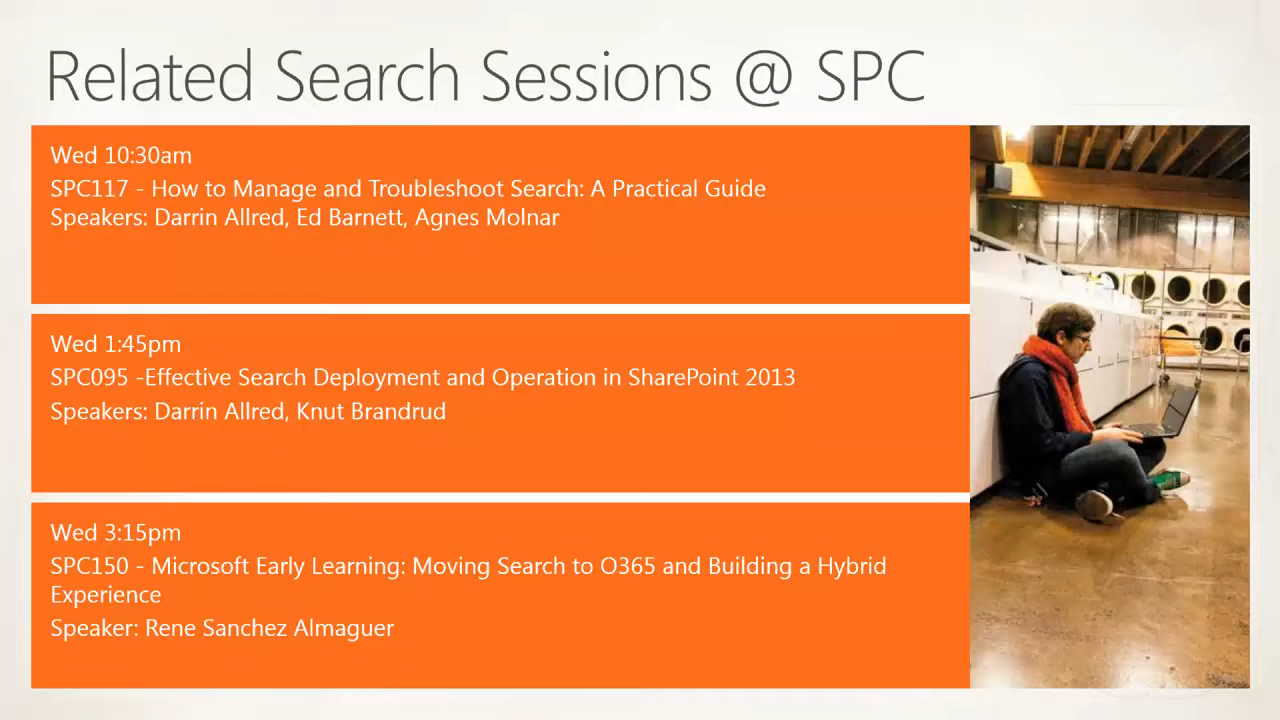 Related Search Sessions @ SPC
Wed 10:30am
SPC117 - How to Manage and Troubleshoot Search: A Practical Guide
Speakers: Darrin Allred, Ed Barnett, Agnes Molnar
Wed 1:45pm
SPC095 -Effective Search Deployment and Operation in SharePoint 2013
Speakers: Darrin Allred, Knut Brandrud
Wed 3:15pm
SPC150 - Microsoft Early Learning: Moving Search to O365 and Building a Hybrid
Experience
Speaker: Rene Sanchez Almaguer